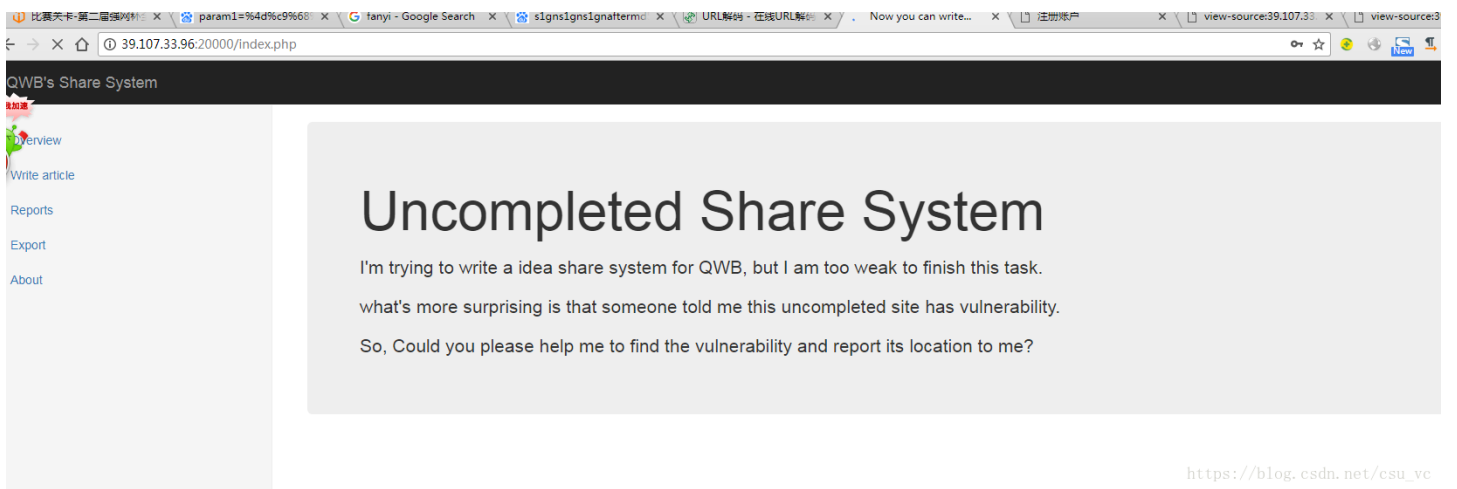 比赛关卡-第二届强网杯
param1=%4d%c9%68
fanyi - Google Search
s1gns1gns1gnaftermd
URL解码 - 在线URL解码
Now you can write...
注册账户
view-source:39.107.33.
view-source:3
39.107.33.96:20000/index.php
New
QWB's Share System
Overview
Write article
Reports
Export
About
Uncompleted Share System
I'm trying to write a idea share system for QWB, but I am too weak to finish this task.
what's more surprising is that someone told me this uncompleted site has vulnerability.
So, Could you please help me to find the vulnerability and report its location to me?
https://blog.csdn.net/csu_vc